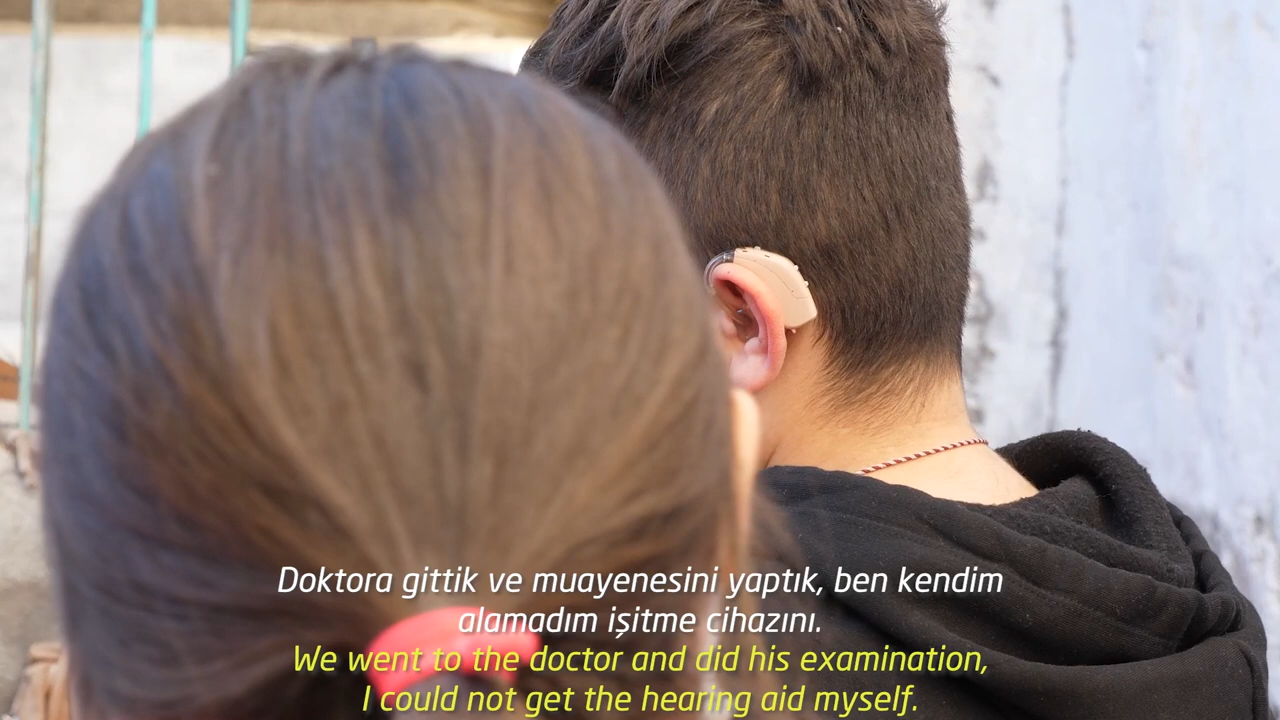 Doktora gittik ve muayenesini yaptık, ben kendim
alamadım işitme cihazını.
We went to the doctor and did his examination,
I could not get the hearing aid myself.